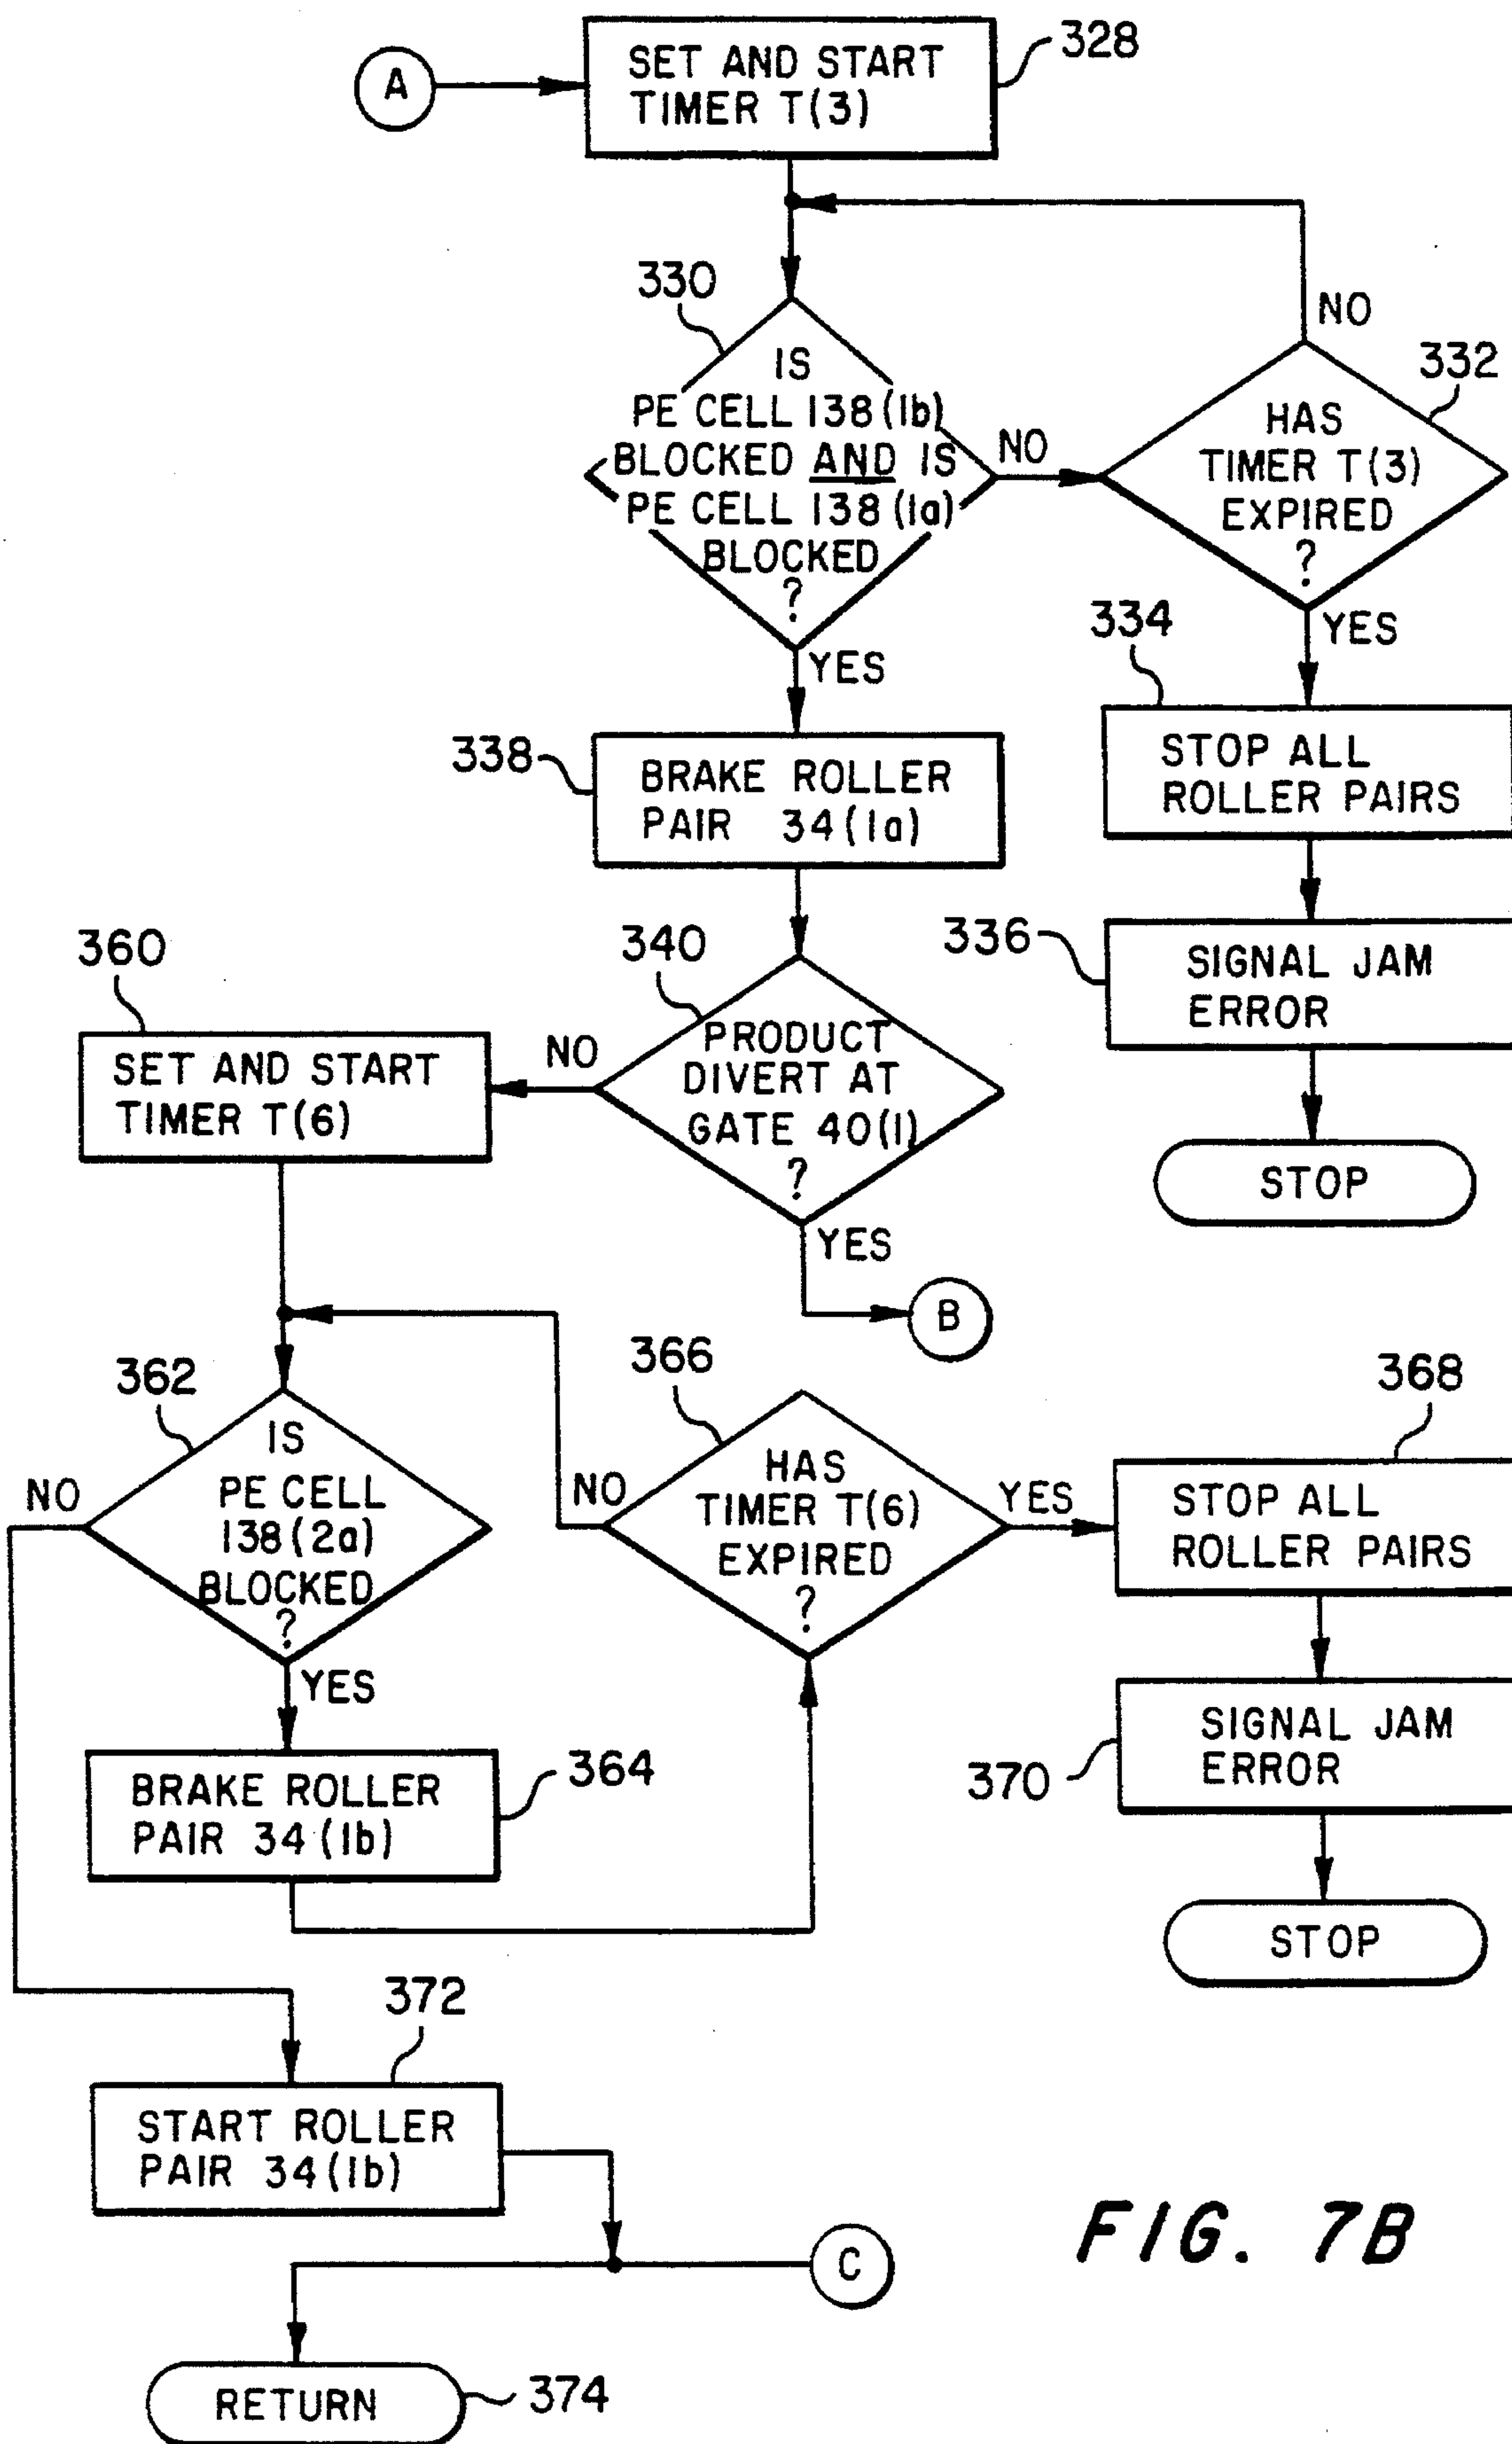 A
SET AND START
TIMER T(3)
328
330
IS
PE CELL 138(1b)
BLOCKED AND IS
PE CELL 138(1a)
BLOCKED
?
NO
YES
NO
332
HAS
TIMER T(3)
EXPIRED
?
YES
334
STOP ALL
ROLLER PAIRS
336
SIGNAL JAM
ERROR
STOP
338
BRAKE ROLLER
PAIR 34(1a)
340
PRODUCT
DIVERT AT
GATE 40(1)
?
NO
YES
B
360
SET AND START
TIMER T(6)
362
IS
PE CELL
138(2a)
BLOCKED
?
NO
YES
364
BRAKE ROLLER
PAIR 34(1b)
366
HAS
TIMER T(6)
EXPIRED
?
NO
YES
368
STOP ALL
ROLLER PAIRS
370
SIGNAL JAM
ERROR
STOP
372
START ROLLER
PAIR 34(1b)
C
RETURN
374
FIG. 7B